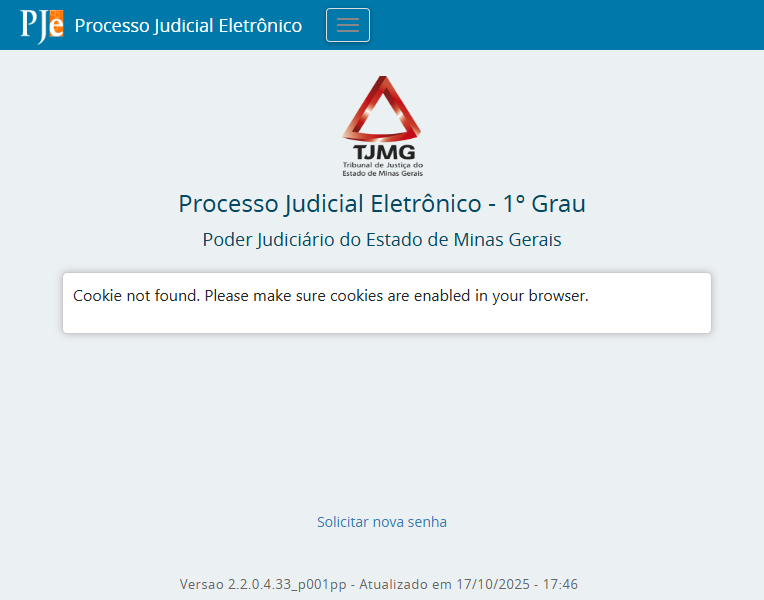 PJe Processo Judicial Eletrônico
TJMG
Tribunal de Justiça do
Estado de Minas Gerais
Processo Judicial Eletrônico - 1º Grau
Poder Judiciário do Estado de Minas Gerais
Cookie not found. Please make sure cookies are enabled in your browser.
Solicitar nova senha
Versao 2.2.0.4.33_p001pp - Atualizado em 17/10/2025 - 17:46